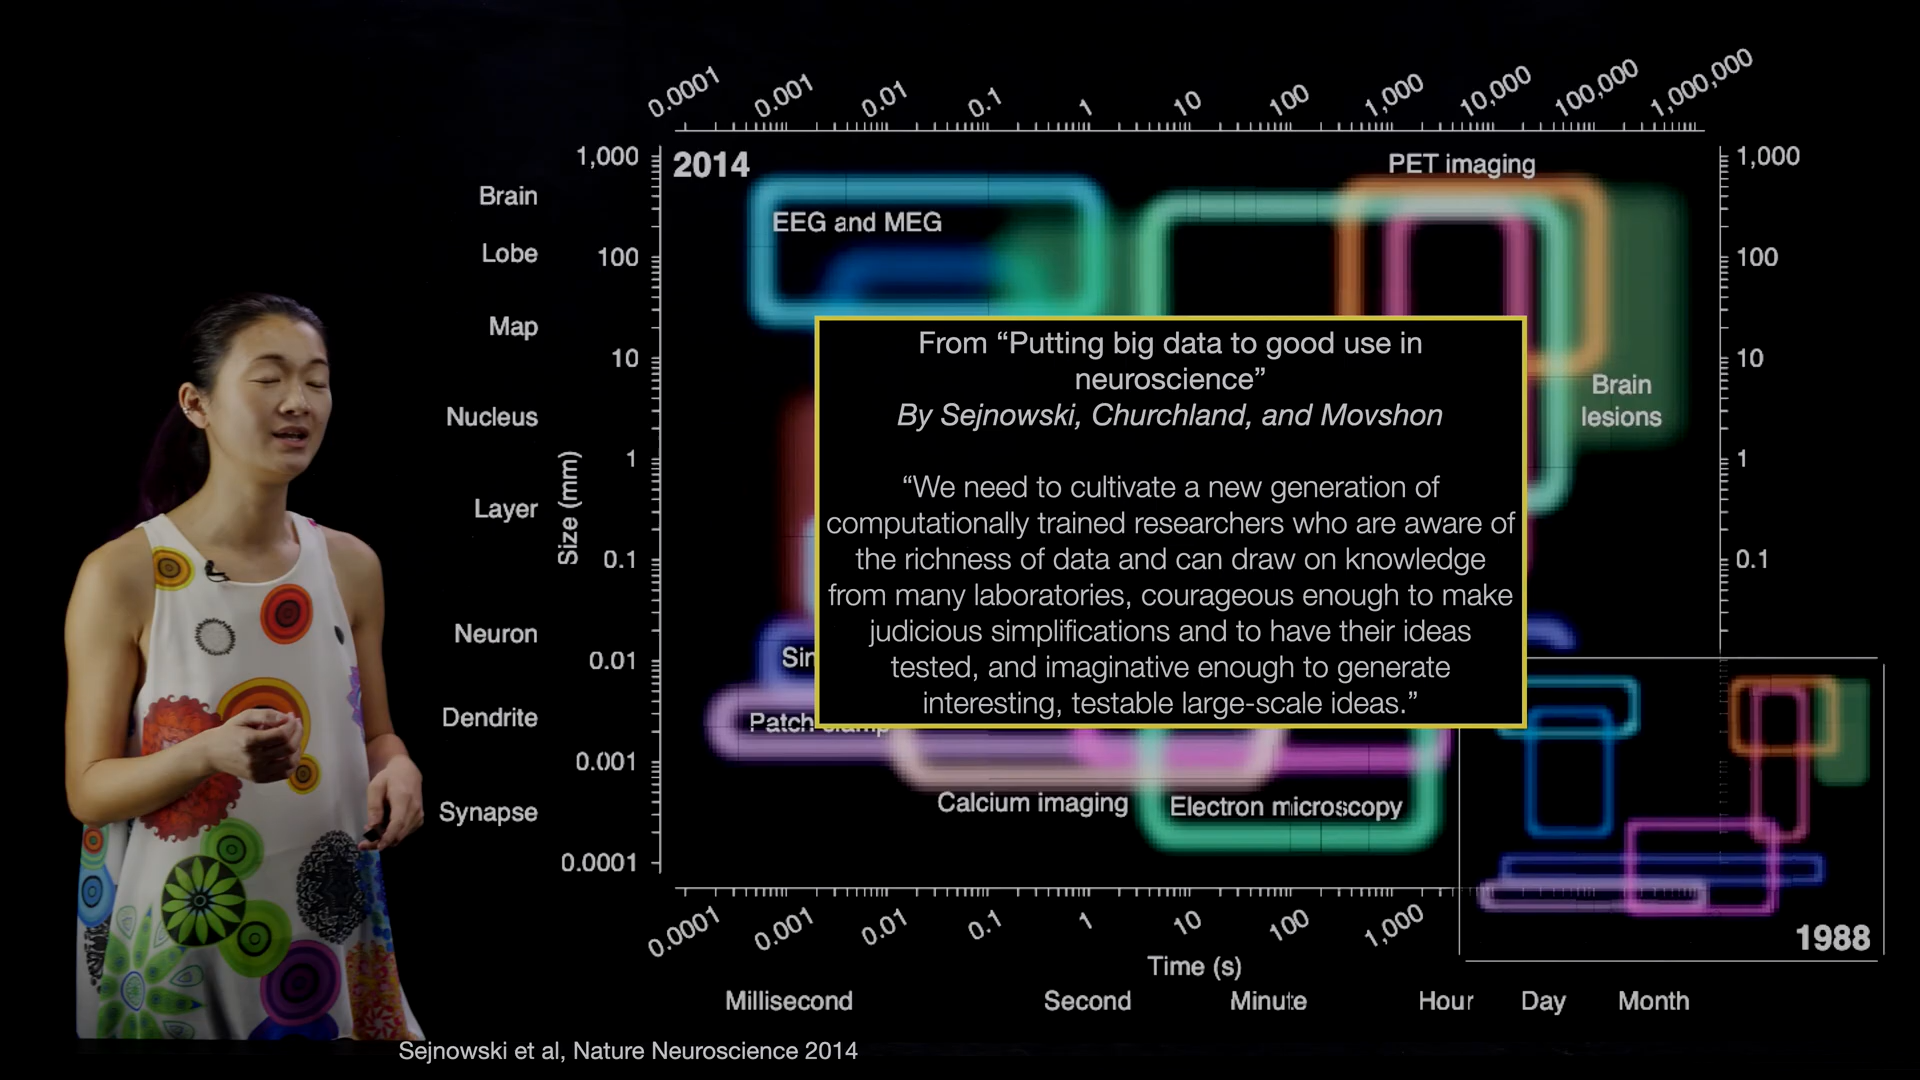 0.0001 0.001 0.01 0.1 1 10 100 1,000 10,000 100,000 1,000,000
2014
PET imaging
EEG and MEG
Brain
Lobe
Map
Nucleus
Layer
Neuron
Dendrite
Synapse
Size (mm)
1,000
100
10
1
0.1
0.01
0.001
0.0001
1,000
100
10
1
0.1
Brain
lesions
From “Putting big data to good use in
neuroscience”
By Sejnowski, Churchland, and Movshon
“We need to cultivate a new generation of
computationally trained researchers who are aware of
the richness of data and can draw on knowledge
from many laboratories, courageous enough to make
judicious simplifications and to have their ideas
tested, and imaginative enough to generate
interesting, testable large-scale ideas.”
Patch clamp
Calcium imaging
Electron microscopy
1988
0.0001 0.001 0.01 0.1 1 10 100 1,000
Time (s)
Millisecond Second Minute Hour Day Month
Sejnowski et al, Nature Neuroscience 2014